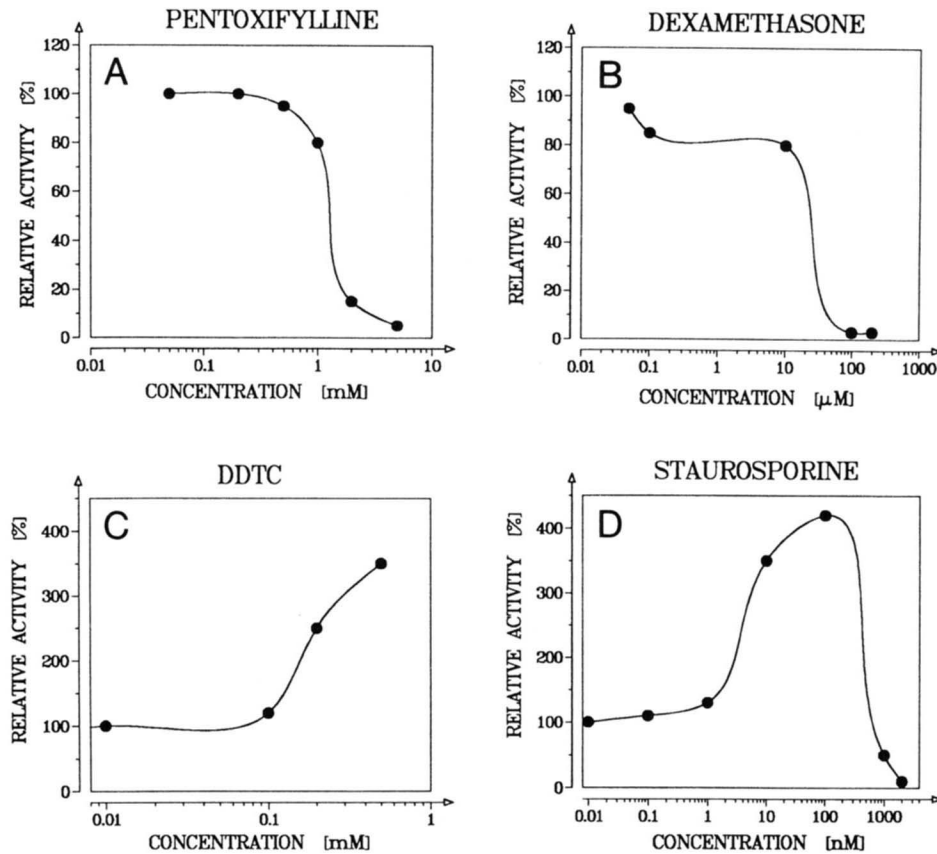 PENTOXIFYLLINE
A
RELATIVE ACTIVITY [%]
120
100
80
60
40
20
0
0.01 0.1 1 10
CONCENTRATION [mM]
DEXAMETHASONE
B
RELATIVE ACTIVITY [%]
120
100
80
60
40
20
0
0.01 0.1 1 10 100 1000
CONCENTRATION [μM]
DDTC
C
RELATIVE ACTIVITY [%]
400
300
200
100
0
0.01 0.1 1
CONCENTRATION [mM]
STAUROSPORINE
D
RELATIVE ACTIVITY [%]
400
300
200
100
0
0.01 0.1 1 10 100 1000
CONCENTRATION [nM]